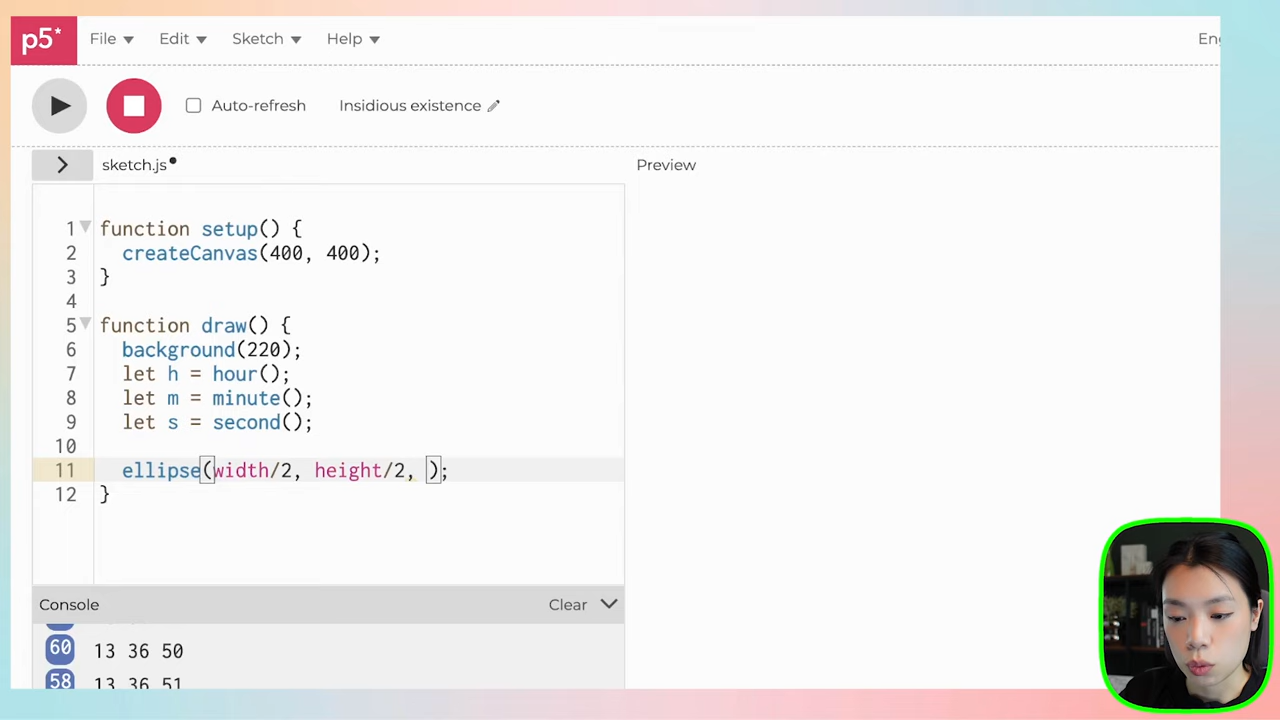 p5*
File
Edit
Sketch
Help
Auto-refresh
Insidious existence
sketch.js
Preview
1 function setup() {
2 createCanvas(400, 400);
3 }
4
5 function draw() {
6 background(220);
7 let h = hour();
8 let m = minute();
9 let s = second();
10
11 ellipse(width/2, height/2, );
12 }
Console
Clear
60 13 36 50
58 13 36 51